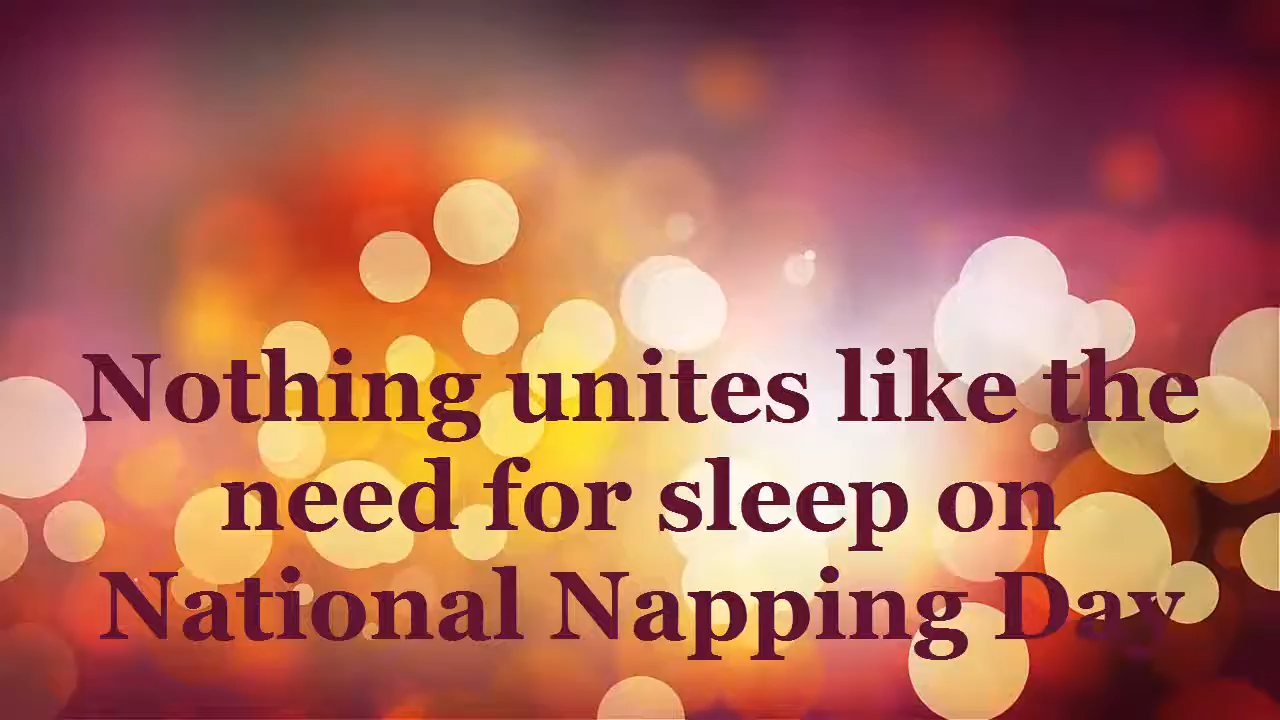 Nothing unites like the
need for sleep on
National Napping Day